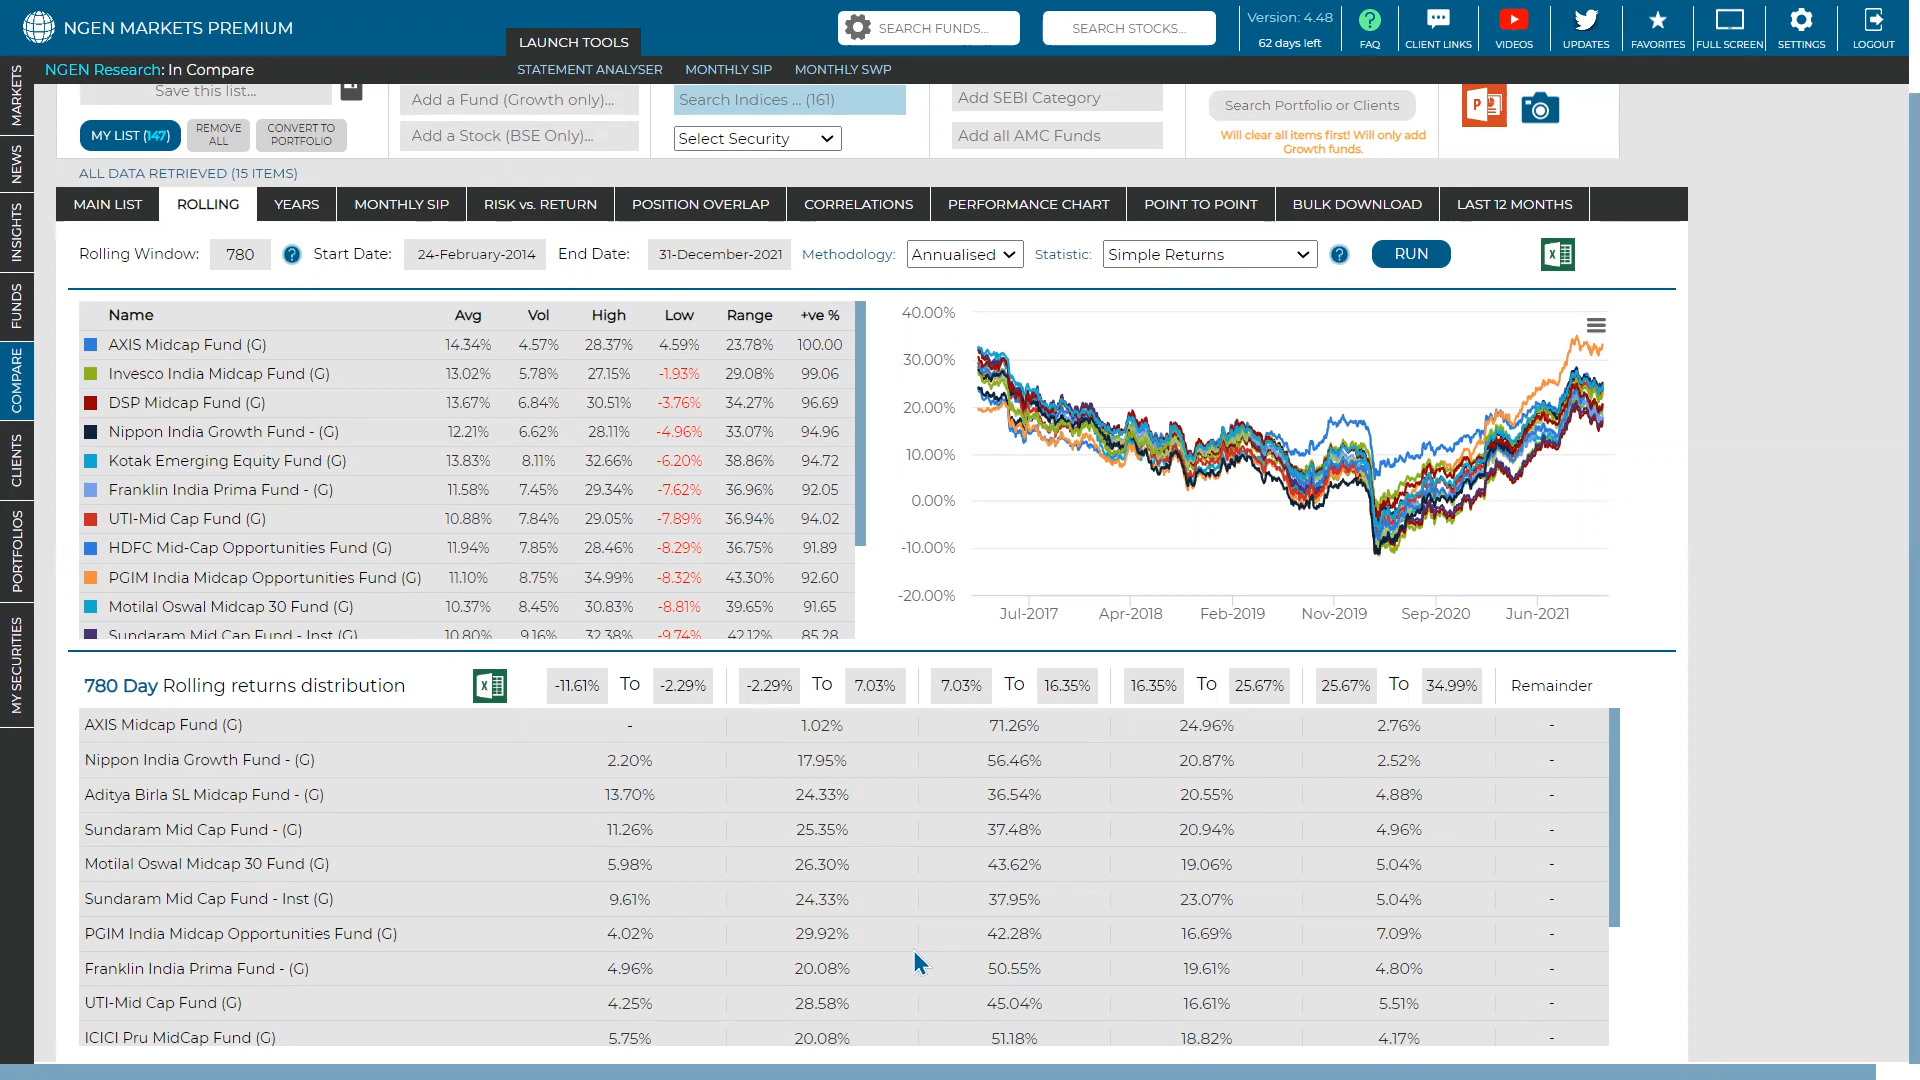 NGEN MARKETS PREMIUM
LAUNCH TOOLS
SEARCH FUNDS...
SEARCH STOCKS...
Version: 4.48
62 days left
FAQ
CLIENT LINKS
VIDEOS
UPDATES
FAVORITES
FULL SCREEN
SETTINGS
LOGOUT
NGEN Research: In Compare
STATEMENT ANALYSER MONTHLY SIP MONTHLY SWP
MARKETS
NEWS
INSIGHTS
FUNDS
COMPARE
CLIENTS
PORTFOLIOS
MY SECURITIES
Save this list...
MY LIST (147)
REMOVE
ALL
CONVERT TO
PORTFOLIO
Add a Fund (Growth only)...
Add a Stock (BSE Only)...
Search Indices ... (161)
Select Security
Add SEBI Category
Add all AMC Funds
Search Portfolio or Clients
Will clear all items first! Will only add
Growth funds.
ALL DATA RETRIEVED (15 ITEMS)
MAIN LIST ROLLING YEARS MONTHLY SIP RISK vs. RETURN POSITION OVERLAP CORRELATIONS PERFORMANCE CHART POINT TO POINT BULK DOWNLOAD LAST 12 MONTHS
Rolling Window: 780 ? Start Date: 24-February-2014 End Date: 31-December-2021 Methodology: Annualised Statistic: Simple Returns ? RUN
Name Avg Vol High Low Range +ve %
AXIS Midcap Fund (G) 14.34% 4.57% 28.37% 4.59% 23.78% 100.00
Invesco India Midcap Fund (G) 13.02% 5.78% 27.15% -1.93% 29.08% 99.06
DSP Midcap Fund (G) 13.67% 6.84% 30.51% -3.76% 34.27% 96.69
Nippon India Growth Fund - (G) 12.21% 6.62% 28.11% -4.96% 33.07% 94.96
Kotak Emerging Equity Fund (G) 13.83% 8.11% 32.66% -6.20% 38.86% 94.72
Franklin India Prima Fund - (G) 11.58% 7.45% 29.34% -7.62% 36.96% 92.05
UTI-Mid Cap Fund (G) 10.88% 7.84% 29.05% -7.89% 36.94% 94.02
HDFC Mid-Cap Opportunities Fund (G) 11.94% 7.85% 28.46% -8.29% 36.75% 91.89
PGIM India Midcap Opportunities Fund (G) 11.10% 8.75% 34.99% -8.32% 43.30% 92.60
Motilal Oswal Midcap 30 Fund (G) 10.37% 8.45% 30.83% -8.81% 39.65% 91.65
Sundaram Mid Cap Fund - Inst (G) 10.80% 9.16% 32.38% -9.74% 42.12% 85.28
40.00%
30.00%
20.00%
10.00%
0.00%
-10.00%
-20.00%
Jul-2017 Apr-2018 Feb-2019 Nov-2019 Sep-2020 Jun-2021
780 Day Rolling returns distribution -11.61% To -2.29% -2.29% To 7.03% 7.03% To 16.35% 16.35% To 25.67% 25.67% To 34.99% Remainder
AXIS Midcap Fund (G) - 1.02% 71.26% 24.96% 2.76% -
Nippon India Growth Fund - (G) 2.20% 17.95% 56.46% 20.87% 2.52% -
Aditya Birla SL Midcap Fund - (G) 13.70% 24.33% 36.54% 20.55% 4.88% -
Sundaram Mid Cap Fund - (G) 11.26% 25.35% 37.48% 20.94% 4.96% -
Motilal Oswal Midcap 30 Fund (G) 5.98% 26.30% 43.62% 19.06% 5.04% -
Sundaram Mid Cap Fund - Inst (G) 9.61% 24.33% 37.95% 23.07% 5.04% -
PGIM India Midcap Opportunities Fund (G) 4.02% 29.92% 42.28% 16.69% 7.09% -
Franklin India Prima Fund - (G) 4.96% 20.08% 50.55% 19.61% 4.80% -
UTI-Mid Cap Fund (G) 4.25% 28.58% 45.04% 16.61% 5.51% -
ICICI Pru MidCap Fund (G) 5.75% 20.08% 51.18% 18.82% 4.17% -